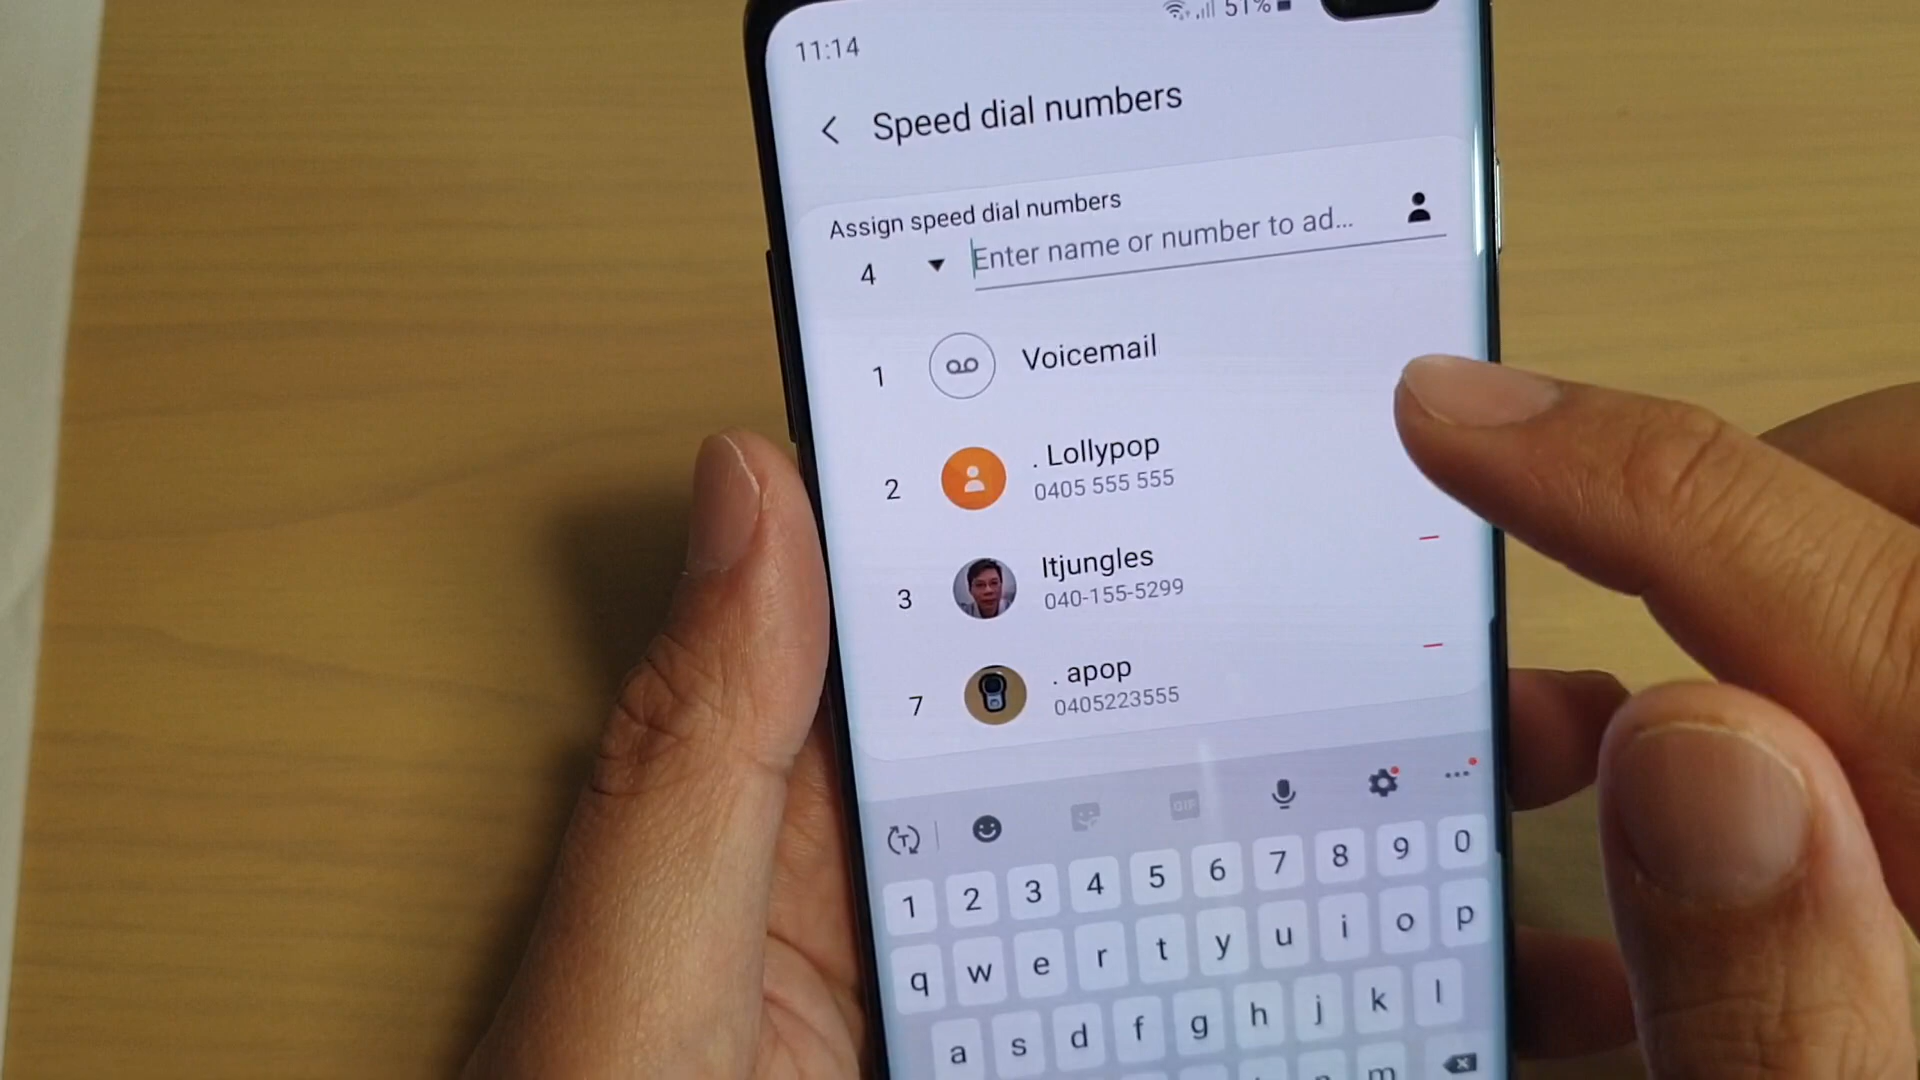 11:14 51%
Speed dial numbers
Assign speed dial numbers
4 Enter name or number to ad...
1 Voicemail
2 . Lollypop
0405 555 555
3 Itjungles
040-155-5299
7 . apop
0405223555
T GIF
1 2 3 4 5 6 7 8 9 0
q w e r t y u i o p
a s d f g h j k l
m